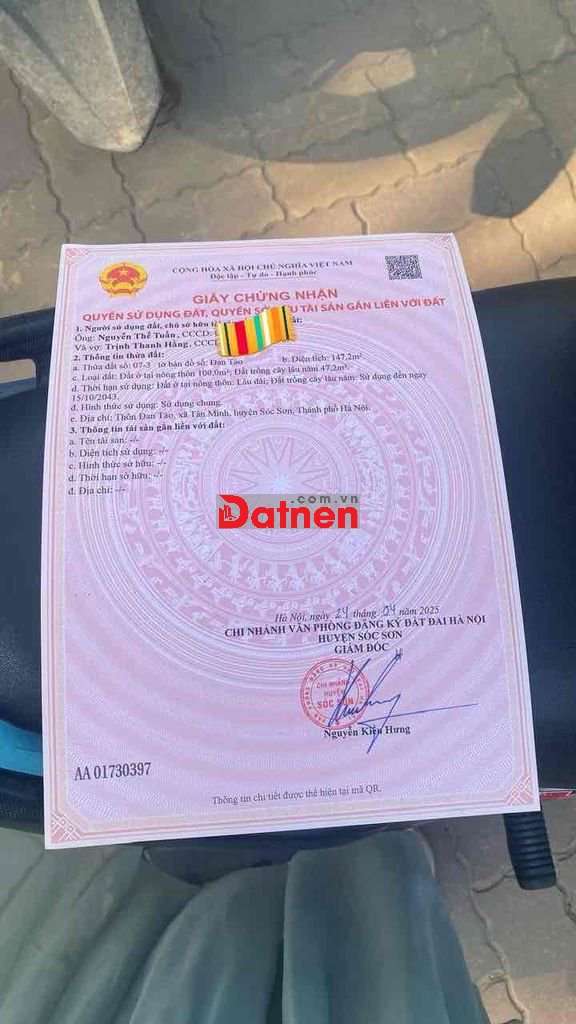 CỘNG HÒA XÃ HỘI CHỦ NGHĨA VIỆT NAM
Độc lập - Tự do - Hạnh phúc
GIẤY CHỨNG NHẬN
QUYỀN SỬ DỤNG ĐẤT, QUYỀN SỞ HỮU TÀI SẢN GẮN LIỀN VỚI ĐẤT
1. Người sử dụng đất, chủ sở hữu đất:
Ông: Nguyễn Thế Tuấn, CCCD:
Và vợ: Trịnh Thanh Hằng, CCCD
2. Thông tin thửa đất:
a. Thửa đất số: 07-3 tờ bản đồ số: Đan Tảo b. Diện tích: 147,2m²
c. Loại đất: Đất ở tại nông thôn 100.0m²; Đất trồng cây lâu năm 47,2m².
d. Thời hạn sử dụng: Đất ở tại nông thôn: Lâu dài; Đất trồng cây lâu năm: Sử dụng đến ngày
15/10/2043.
đ. Hình thức sử dụng: Sử dụng chung.
e. Địa chỉ: Thôn Đan Tảo, xã Tân Minh, huyện Sóc Sơn, Thành phố Hà Nội.
3. Thông tin tài sản gắn liền với đất:
a. Tên tài sản: -/-
b. Diện tích sử dụng: -/-
c. Hình thức sở hữu: -/-
d. Thời hạn sở hữu: -/-
đ. Địa chỉ: -/-
.com.vn
Datnen
Hà Nội, ngày 24 tháng 04 năm 2025
CHI NHÁNH VĂN PHÒNG ĐĂNG KÝ ĐẤT ĐAI HÀ NỘI
HUYỆN SÓC SƠN
GIÁM ĐỐC
CHI NHÁNH
HUYỆN
SÓC SƠN
Nguyễn Kiều Hưng
AA 01730397
Thông tin chi tiết được thể hiện tại mã QR.